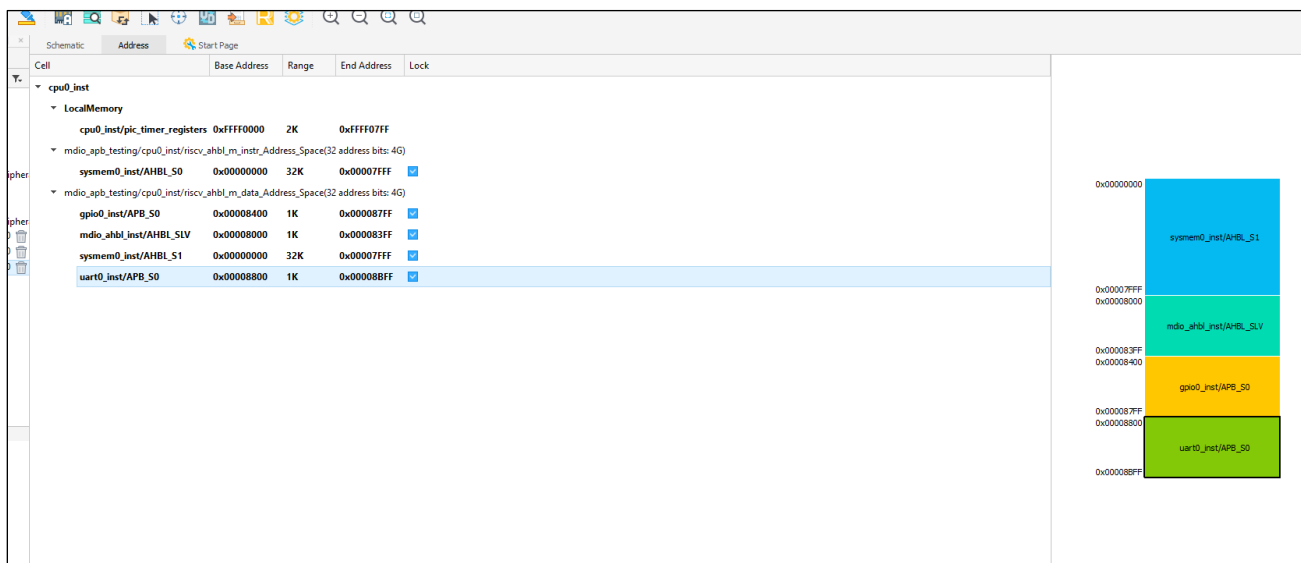 Schematic Address Start Page
Cell Base Address Range End Address Lock
cpu0_inst
LocalMemory
cpu0_inst/pic_timer_registers 0xFFFF0000 2K 0xFFFF07FF
mdio_apb_testing/cpu0_inst/riscv_ahbl_m_instr_Address_Space(32 address bits: 4G)
sysmem0_inst/AHBL_S0 0x00000000 32K 0x00007FFF
mdio_apb_testing/cpu0_inst/riscv_ahbl_m_data_Address_Space(32 address bits: 4G)
gpio0_inst/APB_S0 0x00008400 1K 0x000087FF
mdio_ahbl_inst/AHBL_SLV 0x00008000 1K 0x000083FF
sysmem0_inst/AHBL_S1 0x00000000 32K 0x00007FFF
uart0_inst/APB_S0 0x00008800 1K 0x00008BFF
0x00000000
sysmem0_inst/AHBL_S1
0x00007FFF
0x00008000
mdio_ahbl_inst/AHBL_SLV
0x000083FF
0x00008400
gpio0_inst/APB_S0
0x000087FF
0x00008800
uart0_inst/APB_S0
0x00008BFF